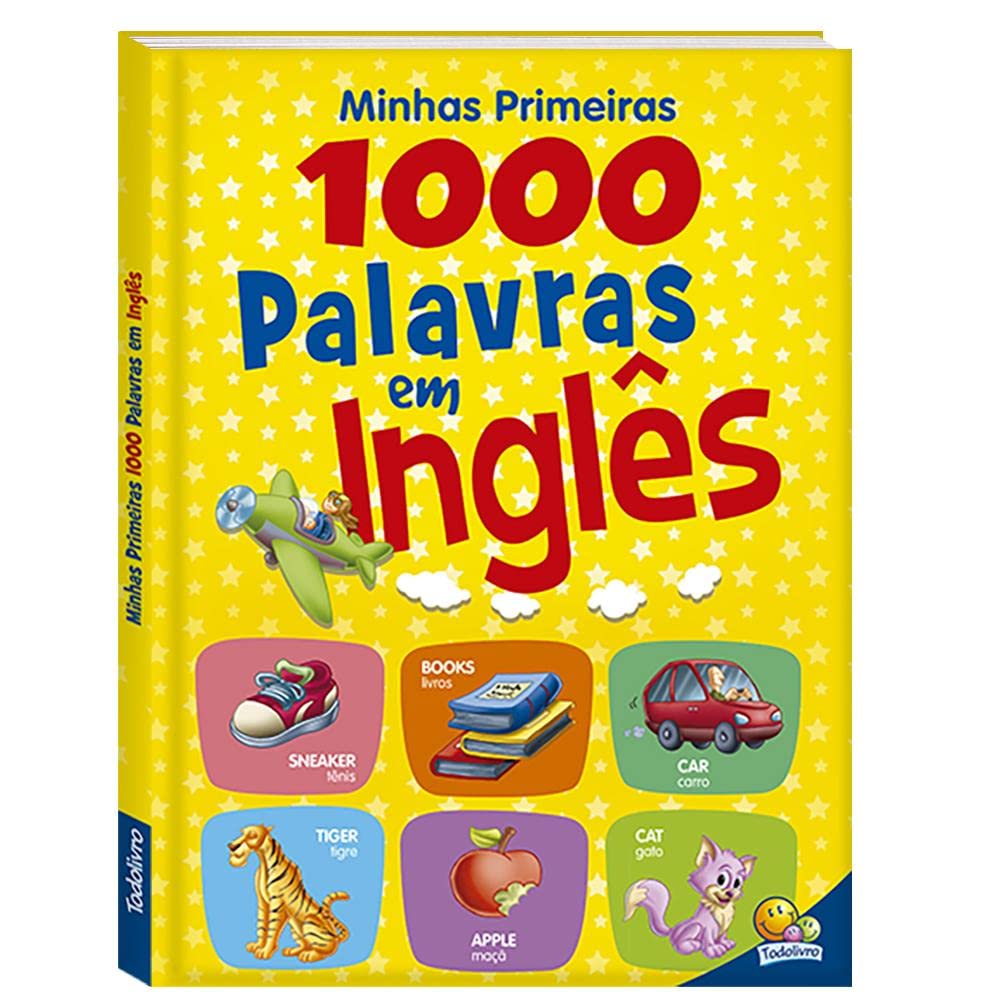 Minhas Primeiras
1000
Palavras
em
Inglês
Minhas Primeiras 1000 Palavras em Inglês
Todolivro
SNEAKER
tênis
BOOKS
livros
CAR
carro
TIGER
tigre
APPLE
maçã
CAT
gato
Todolivro